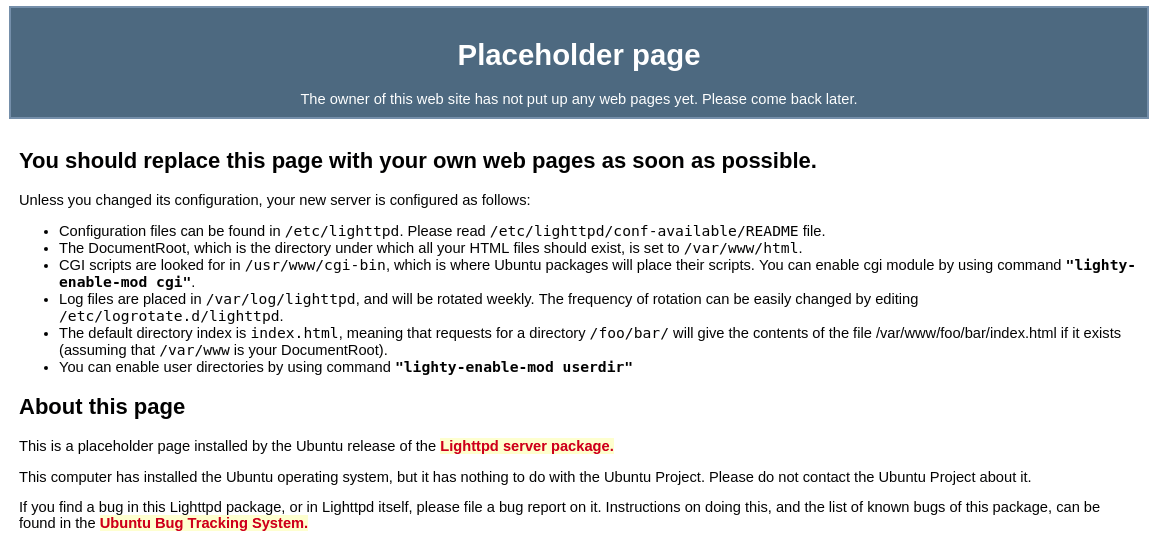 Placeholder page
The owner of this web site has not put up any web pages yet. Please come back later.
You should replace this page with your own web pages as soon as possible.
Unless you changed its configuration, your new server is configured as follows:
• Configuration files can be found in /etc/lighttpd. Please read /etc/lighttpd/conf-available/README file.
• The DocumentRoot, which is the directory under which all your HTML files should exist, is set to /var/www/html.
• CGI scripts are looked for in /usr/www/cgi-bin, which is where Ubuntu packages will place their scripts. You can enable cgi module by using command "lighty-
enable-mod cgi".
• Log files are placed in /var/log/lighttpd, and will be rotated weekly. The frequency of rotation can be easily changed by editing
/etc/logrotate.d/lighttpd.
• The default directory index is index.html, meaning that requests for a directory /foo/bar/ will give the contents of the file /var/www/foo/bar/index.html if it exists
(assuming that /var/www is your DocumentRoot).
• You can enable user directories by using command "lighty-enable-mod userdir"
About this page
This is a placeholder page installed by the Ubuntu release of the Lighttpd server package.
This computer has installed the Ubuntu operating system, but it has nothing to do with the Ubuntu Project. Please do not contact the Ubuntu Project about it.
If you find a bug in this Lighttpd package, or in Lighttpd itself, please file a bug report on it. Instructions on doing this, and the list of known bugs of this package, can be
found in the Ubuntu Bug Tracking System.